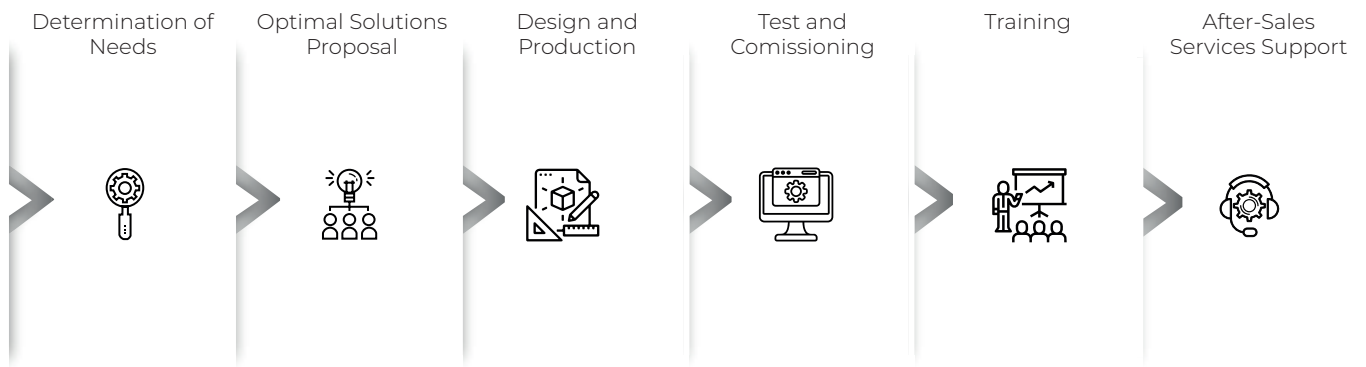 Determination of
Needs
Optimal Solutions
Proposal
Design and
Production
Test and
Comissioning
Training
After-Sales
Services Support